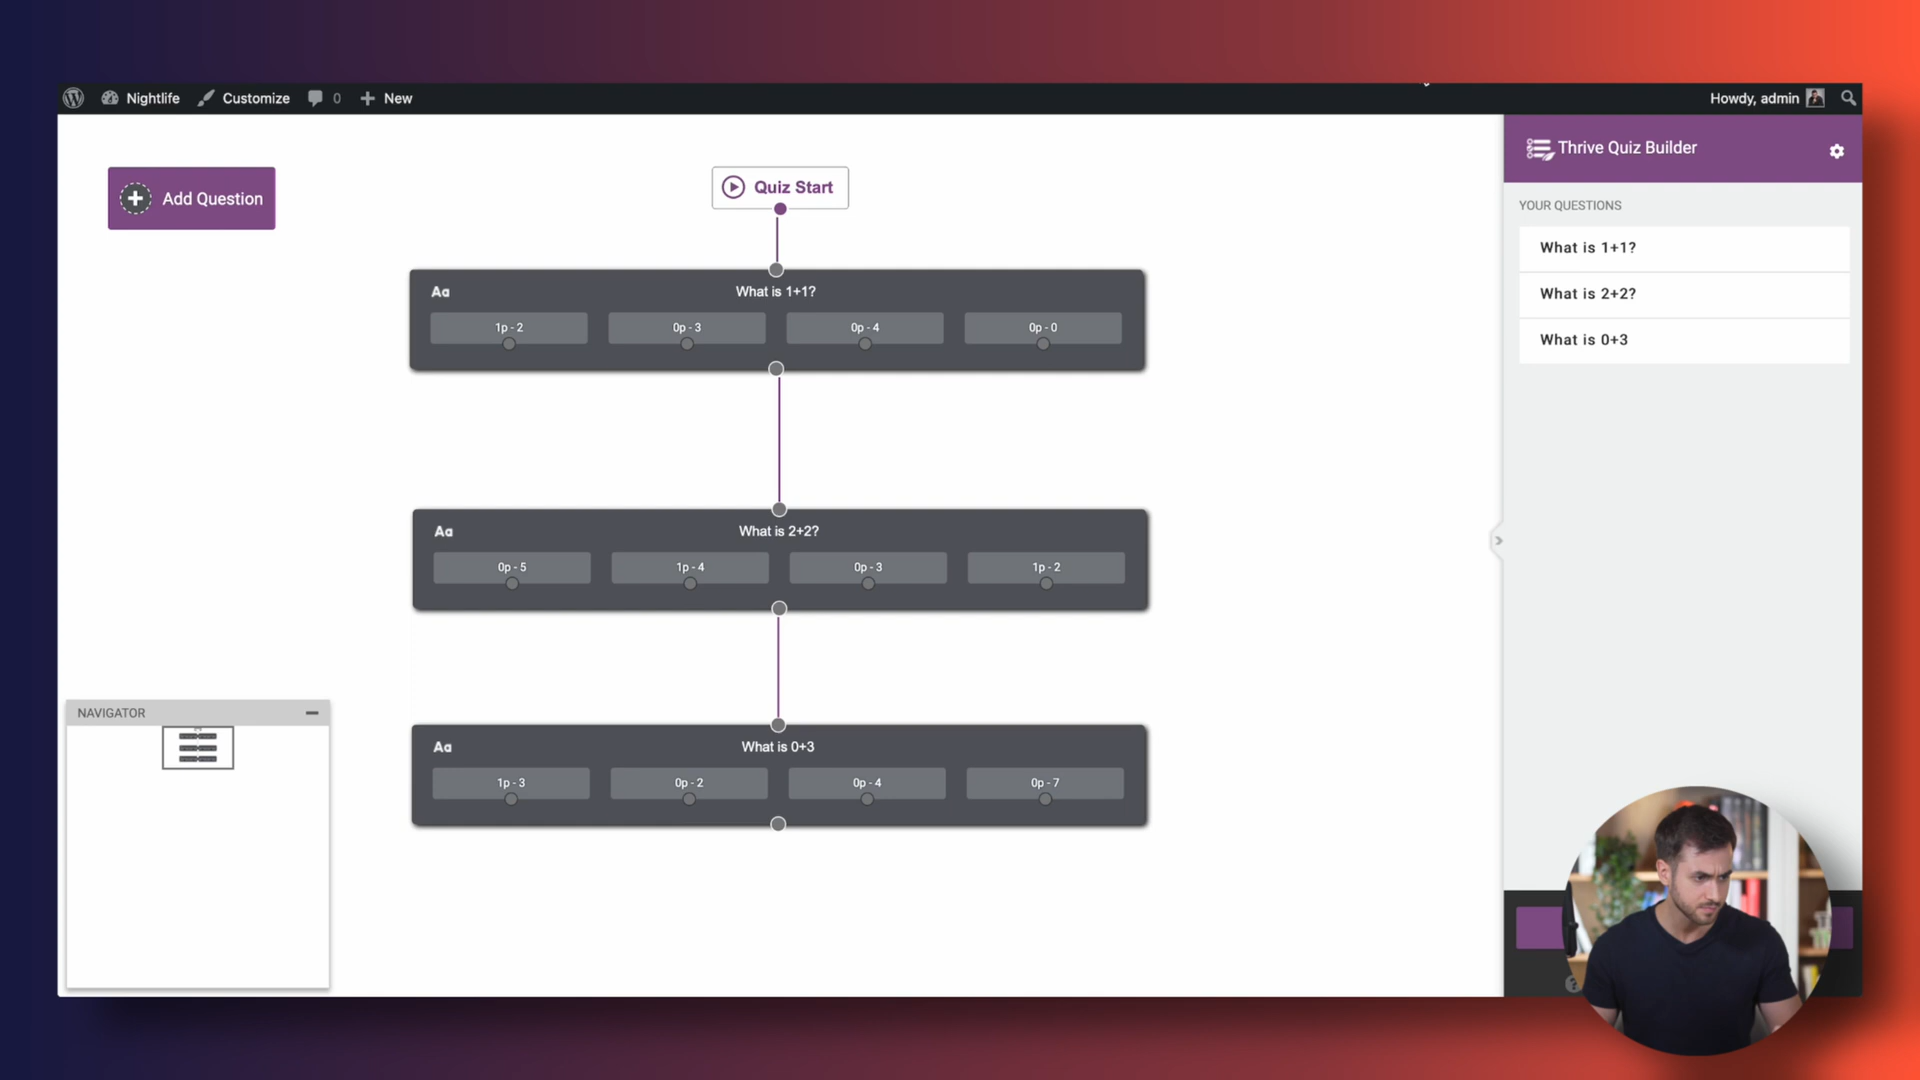 Nightlife Customize 0 New Howdy, admin
Add Question
Quiz Start
Thrive Quiz Builder
YOUR QUESTIONS
What is 1+1?
What is 2+2?
What is 0+3
Aa What is 1+1?
1p - 2 0p - 3 0p - 4 0p - 0
Aa What is 2+2?
0p - 5 1p - 4 0p - 3 1p - 2
NAVIGATOR
Aa What is 0+3
1p - 3 0p - 2 0p - 4 0p - 7